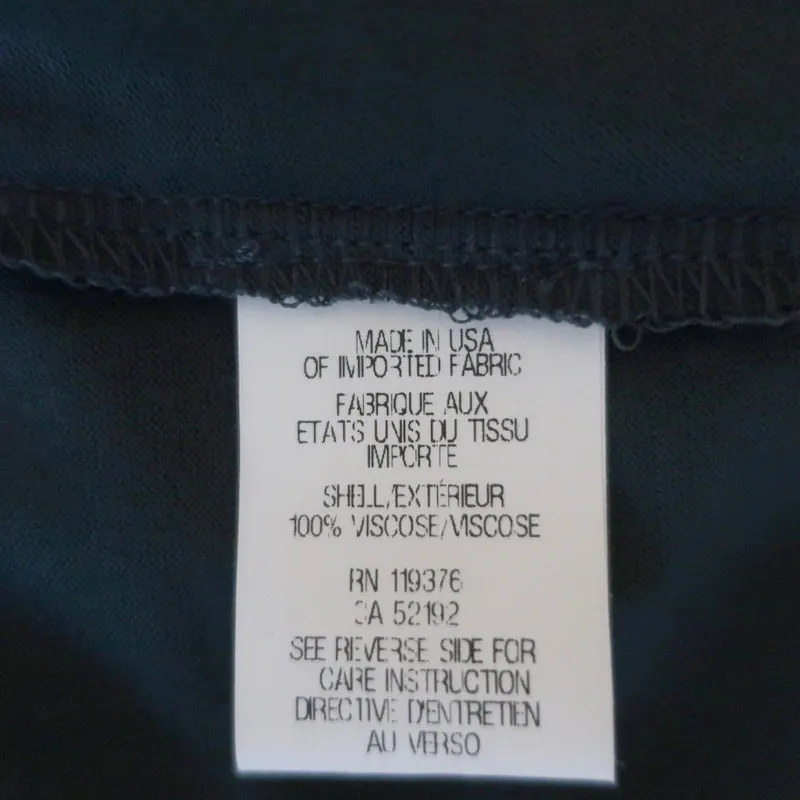 MADE IN USA
OF IMPORTED FABRIC
FABRIQUE AUX
ETATS UNIS DU TISSU
IMPORTE
SHELL/EXTÉRIEUR
100% VISCOSE/VISCOSE
RN 119376
CA 52192
SEE REVERSE SIDE FOR
CARE INSTRUCTION
DIRECTIVE D'ENTRETIEN
AU VERSO